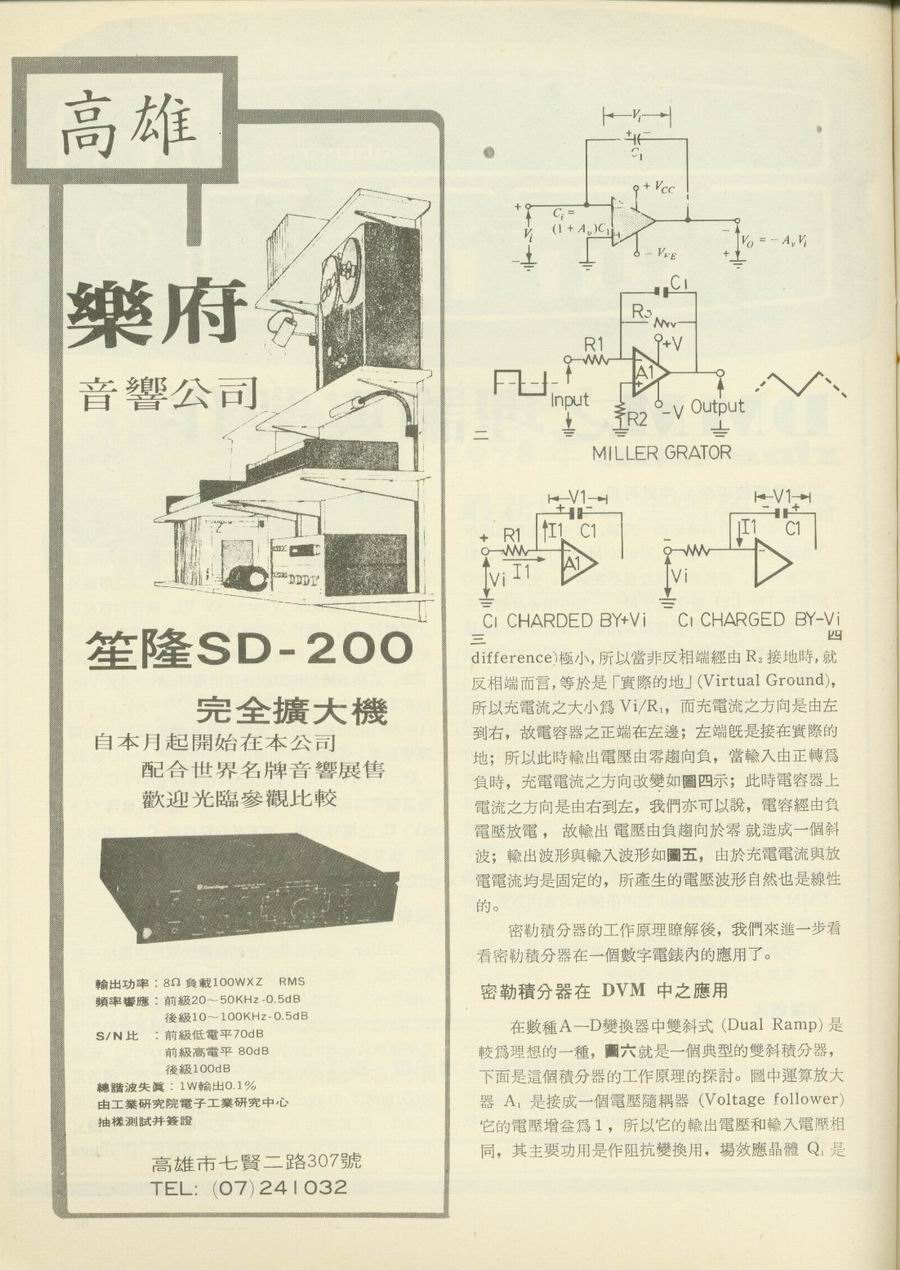 高雄
樂府
音響公司
笙隆SD-200
完全擴大機
自本月起開始在本公司
配合世界名牌音響展售
歡迎光臨參觀比較
輸出功率：8Ω 負載100WXZ RMS
頻率響應：前級20～50KHz-0.5dB
後級10～100KHz-0.5dB
S/N比 ：前級低電平70dB
前級高電平 80dB
後級100dB
總諧波失眞：1W輸出0.1%
由工業研究院電子工業研究中心
抽樣測試幷簽證
高雄市七賢二路307號
TEL: (07)241032
Vi
+ −
C1
+ VCC
+
Ci =
(1 + Av)C1
Vi
− VEE
−
VO = − Av Vi
+
−
C1
R3
R1
+V
A1
Input
R2
-V
Output
二
MILLER GRATOR
V1
+ −
I1
C1
R1
+
Vi
I1
A1
C1 CHARDED BY+Vi
三
V1
− +
I1
C1
−
Vi
C1 CHARGED BY-Vi
四
difference)極小，所以當非反相端經由 R₂ 接地時，就
反相端而言，等於是「實際的地」(Virtual Ground)，
所以充電流之大小爲 Vi/R₁，而充電流之方向是由左
到右，故電容器之正端在左邊；左端旣是接在實際的
地；所以此時輸出電壓由零趨向負，當輸入由正轉爲
負時，充電電流之方向改變如圖四示；此時電容器上
電流之方向是由右到左，我們亦可以說，電容經由負
電壓放電，故輸出電壓由負趨向於零就造成一個斜
波；輸出波形與輸入波形如圖五，由於充電電流與放
電電流均是固定的，所產生的電壓波形自然也是線性
的。
密勒積分器的工作原理瞭解後，我們來進一步看
看密勒積分器在一個數字電錶內的應用了。
密勒積分器在 DVM 中之應用
在數種A—D變換器中雙斜式 (Dual Ramp) 是
較爲理想的一種，圖六就是一個典型的雙斜積分器，
下面是這個積分器的工作原理的探討。圖中運算放大
器 A₁ 是接成一個電壓隨耦器 (Voltage follower)
它的電壓增益爲1，所以它的輸出電壓和輸入電壓相
同，其主要功用是作阻抗變換用，場效應晶體 Q₁ 是